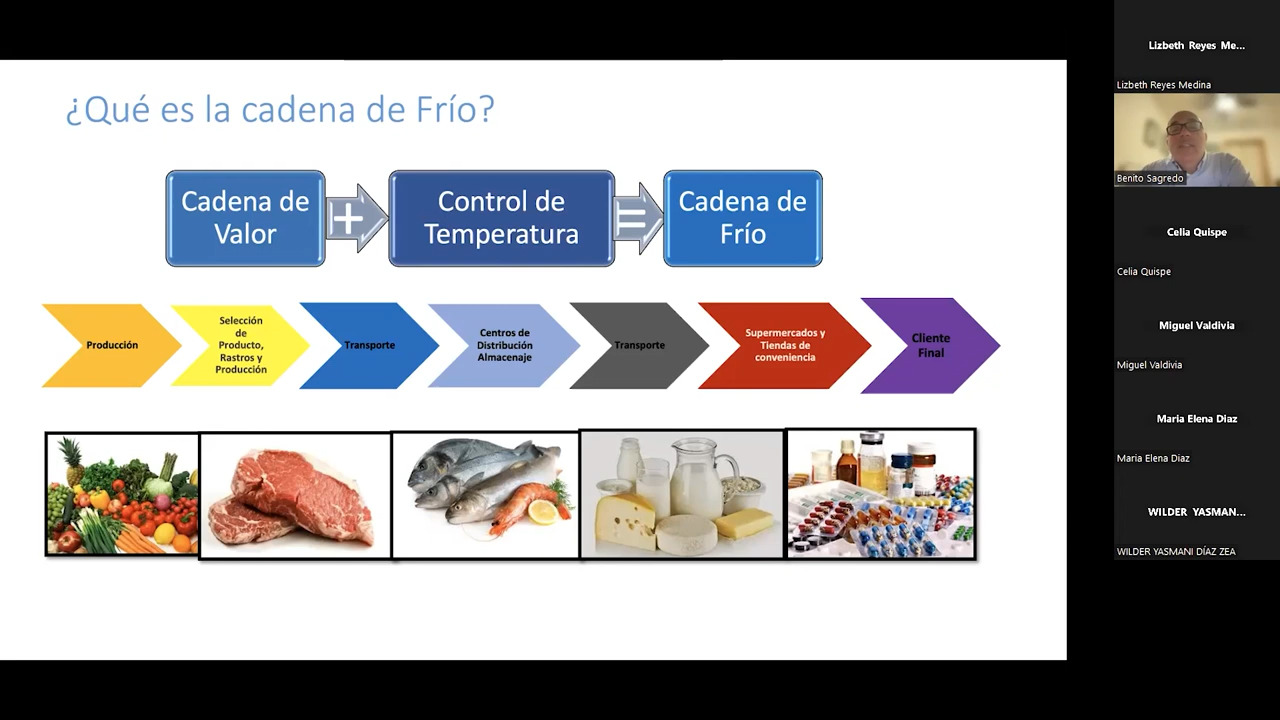 ¿Qué es la cadena de Frío?
Cadena de
Valor
+
Control de
Temperatura
=
Cadena de
Frío
Producción
Selección
de
Producto,
Rastros y
Producción
Transporte
Centros de
Distribución
Almacenaje
Transporte
Supermercados y
Tiendas de
conveniencia
Cliente
Final
Lizbeth Reyes Me...
Lizbeth Reyes Medina
Benito Sagredo
Celia Quispe
Celia Quispe
Miguel Valdivia
Miguel Valdivia
Maria Elena Diaz
Maria Elena Diaz
WILDER YASMAN...
WILDER YASMANI DÍAZ ZEA